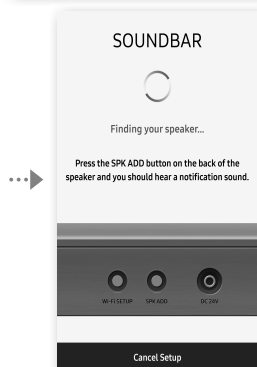 SOUNDBAR
Finding your speaker...
Press the SPK ADD button on the back of the
speaker and you should hear a notification sound.
Wi-Fi SETUP SPK ADD DC 24V
Cancel Setup